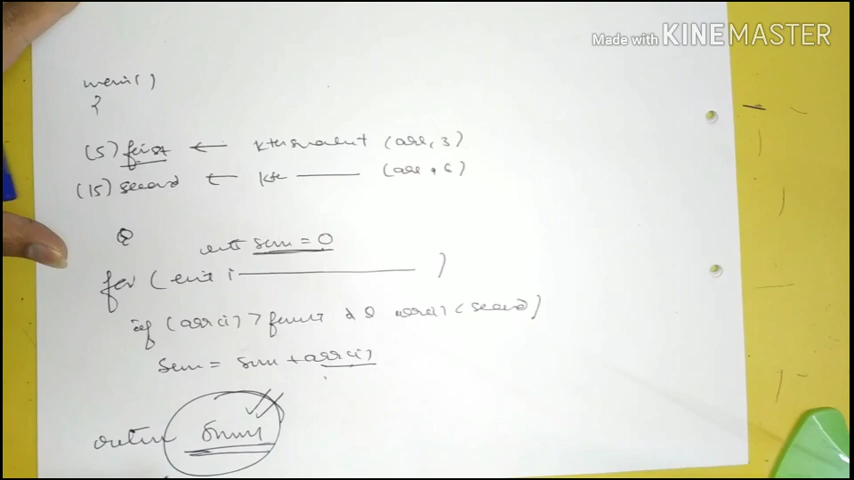 Made with KINEMASTER
main()
{
(5) first ← kthsmallest (arr, 3)
(15) second ← kth ——— (arr, 6)
int sum = 0
for ( int i ———————— )
if (arr[i] > first && arr[i] < second)
sum = sum + arr[i]
return sum